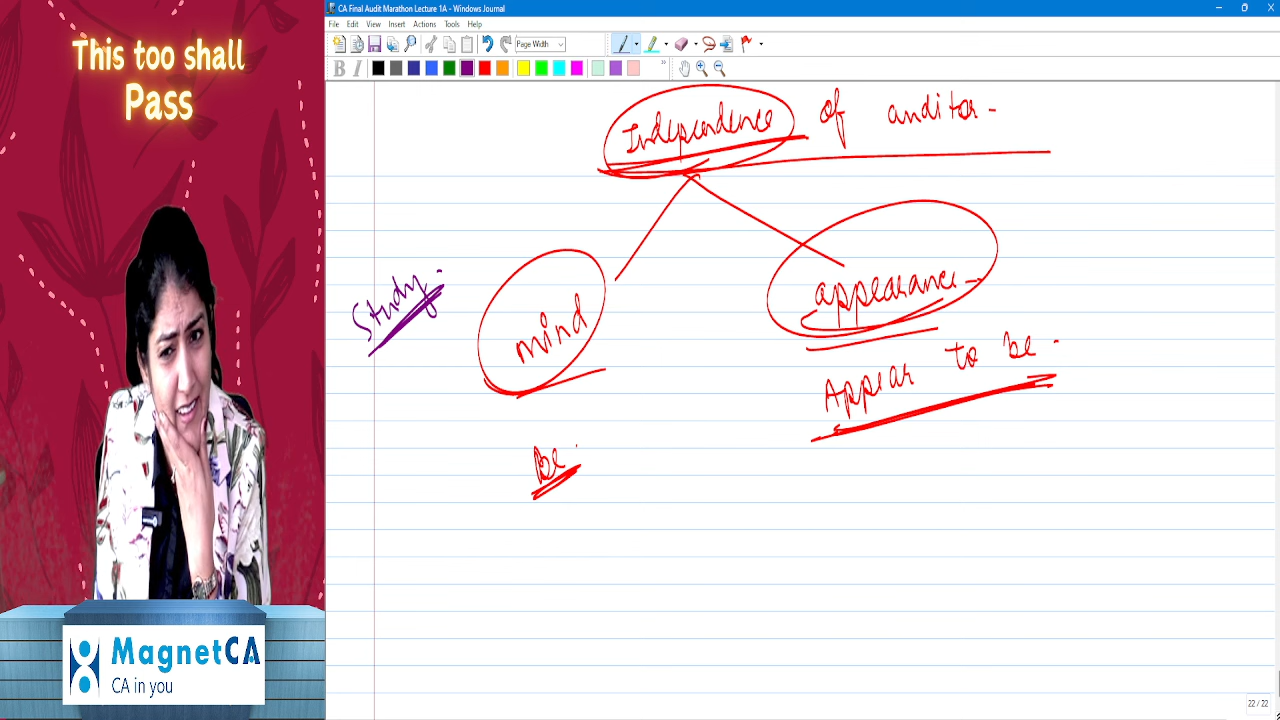 This too shall
Pass
CA Final Audit Marathon Lecture 1A - Windows Journal
File Edit View Insert Actions Tools Help
Page Width
B I
Independence of auditor -
Study.
mind
appearance -
Appear to be.
Be.
MagnetCA
CA in you
22 / 22